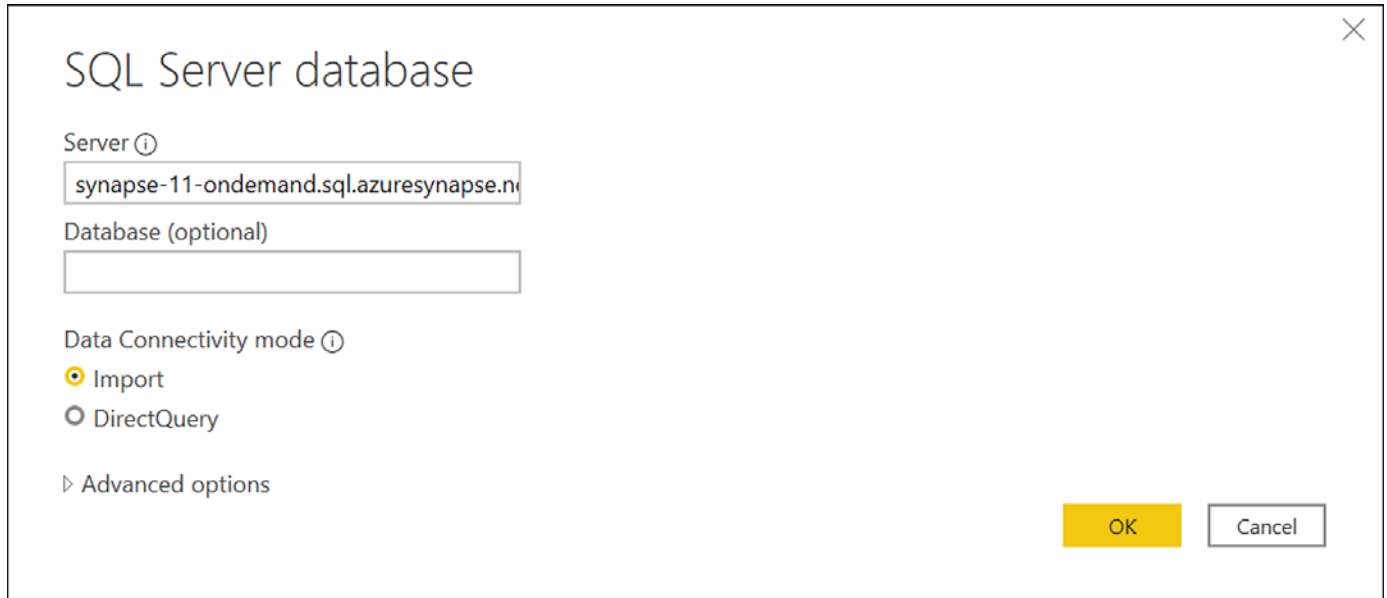 SQL Server database
Server
synapse-11-ondemand.sql.azuresynapse.n
Database (optional)
Data Connectivity mode
Import
DirectQuery
Advanced options
OK
Cancel